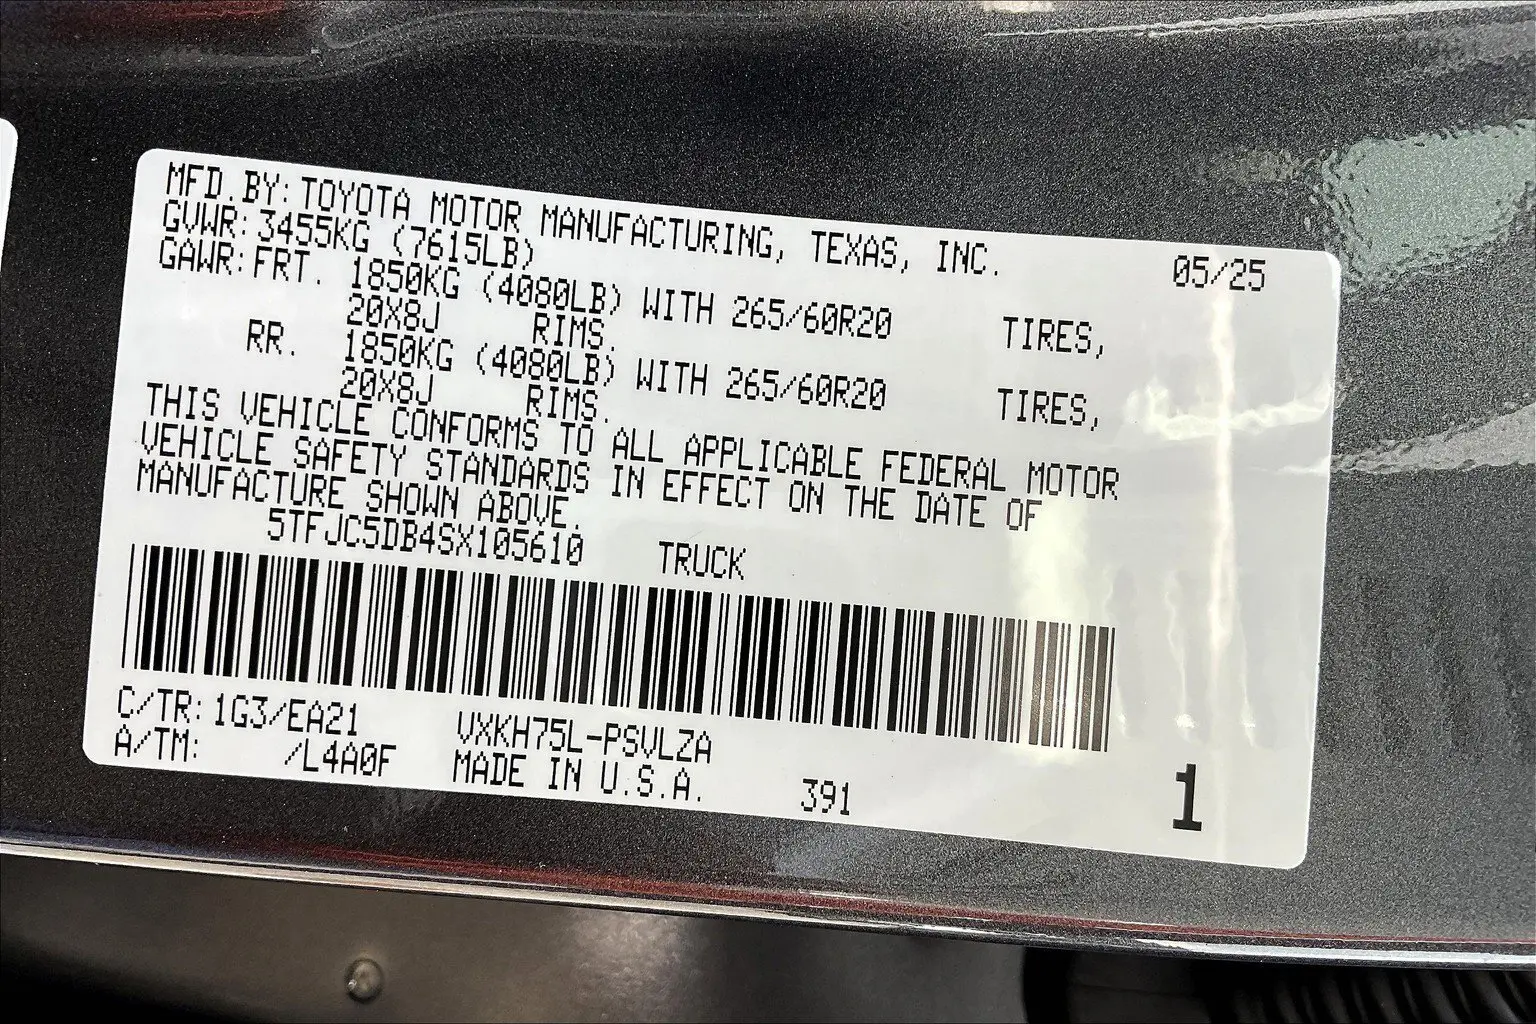 MFD.BY: TOYOTA MOTOR MANUFACTURING, TEXAS, INC. 05/25
GVWR: 3455KG (7615LB)
GAWR: FRT. 1850KG (4080LB) WITH 265/60R20 TIRES,
20X8J RIMS.
RR. 1850KG (4080LB) WITH 265/60R20 TIRES,
20X8J RIMS.
THIS VEHICLE CONFORMS TO ALL APPLICABLE FEDERAL MOTOR
VEHICLE SAFETY STANDARDS IN EFFECT ON THE DATE OF
MANUFACTURE SHOWN ABOVE.
5TFJC5DB4SX105610 TRUCK
C/TR: 1G3/EA21 VXKH75L-PSVLZA
A/TM: /L4A0F MADE IN U.S.A. 391 1